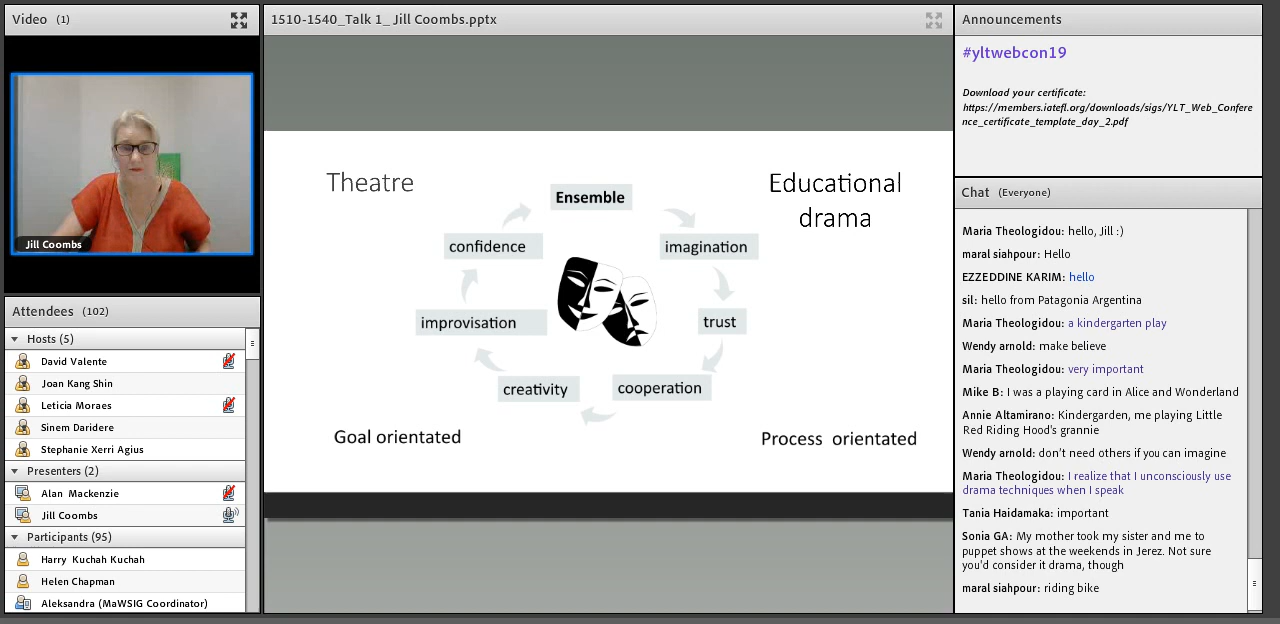 Video (1)
Jill Coombs
Attendees (102)
Hosts (5)
David Valente
Joan Kang Shin
Leticia Moraes
Sinem Daridere
Stephanie Xerri Agius
Presenters (2)
Alan Mackenzie
Jill Coombs
Participants (95)
Harry Kuchah Kuchah
Helen Chapman
Aleksandra (MaWSIG Coordinator)
1510-1540_Talk 1_ Jill Coombs.pptx
Theatre
Educational
drama
Ensemble
imagination
trust
cooperation
creativity
improvisation
confidence
Goal orientated
Process orientated
Announcements
#yltwebcon19
Download your certificate:
https://members.iatefl.org/downloads/sigs/YLT_Web_Confere
nce_certificate_template_day_2.pdf
Chat (Everyone)
Maria Theologidou: hello, Jill :)
maral siahpour: Hello
EZZEDDINE KARIM: hello
sil: hello from Patagonia Argentina
Maria Theologidou: a kindergarten play
Wendy arnold: make believe
Maria Theologidou: very important
Mike B: I was a playing card in Alice and Wonderland
Annie Altamirano: Kindergarden, me playing Little
Red Riding Hood's grannie
Wendy arnold: don't need others if you can imagine
Maria Theologidou: I realize that I unconsciously use
drama techniques when I speak
Tania Haidamaka: important
Sonia GA: My mother took my sister and me to
puppet shows at the weekends in Jerez. Not sure
you'd consider it drama, though
maral siahpour: riding bike